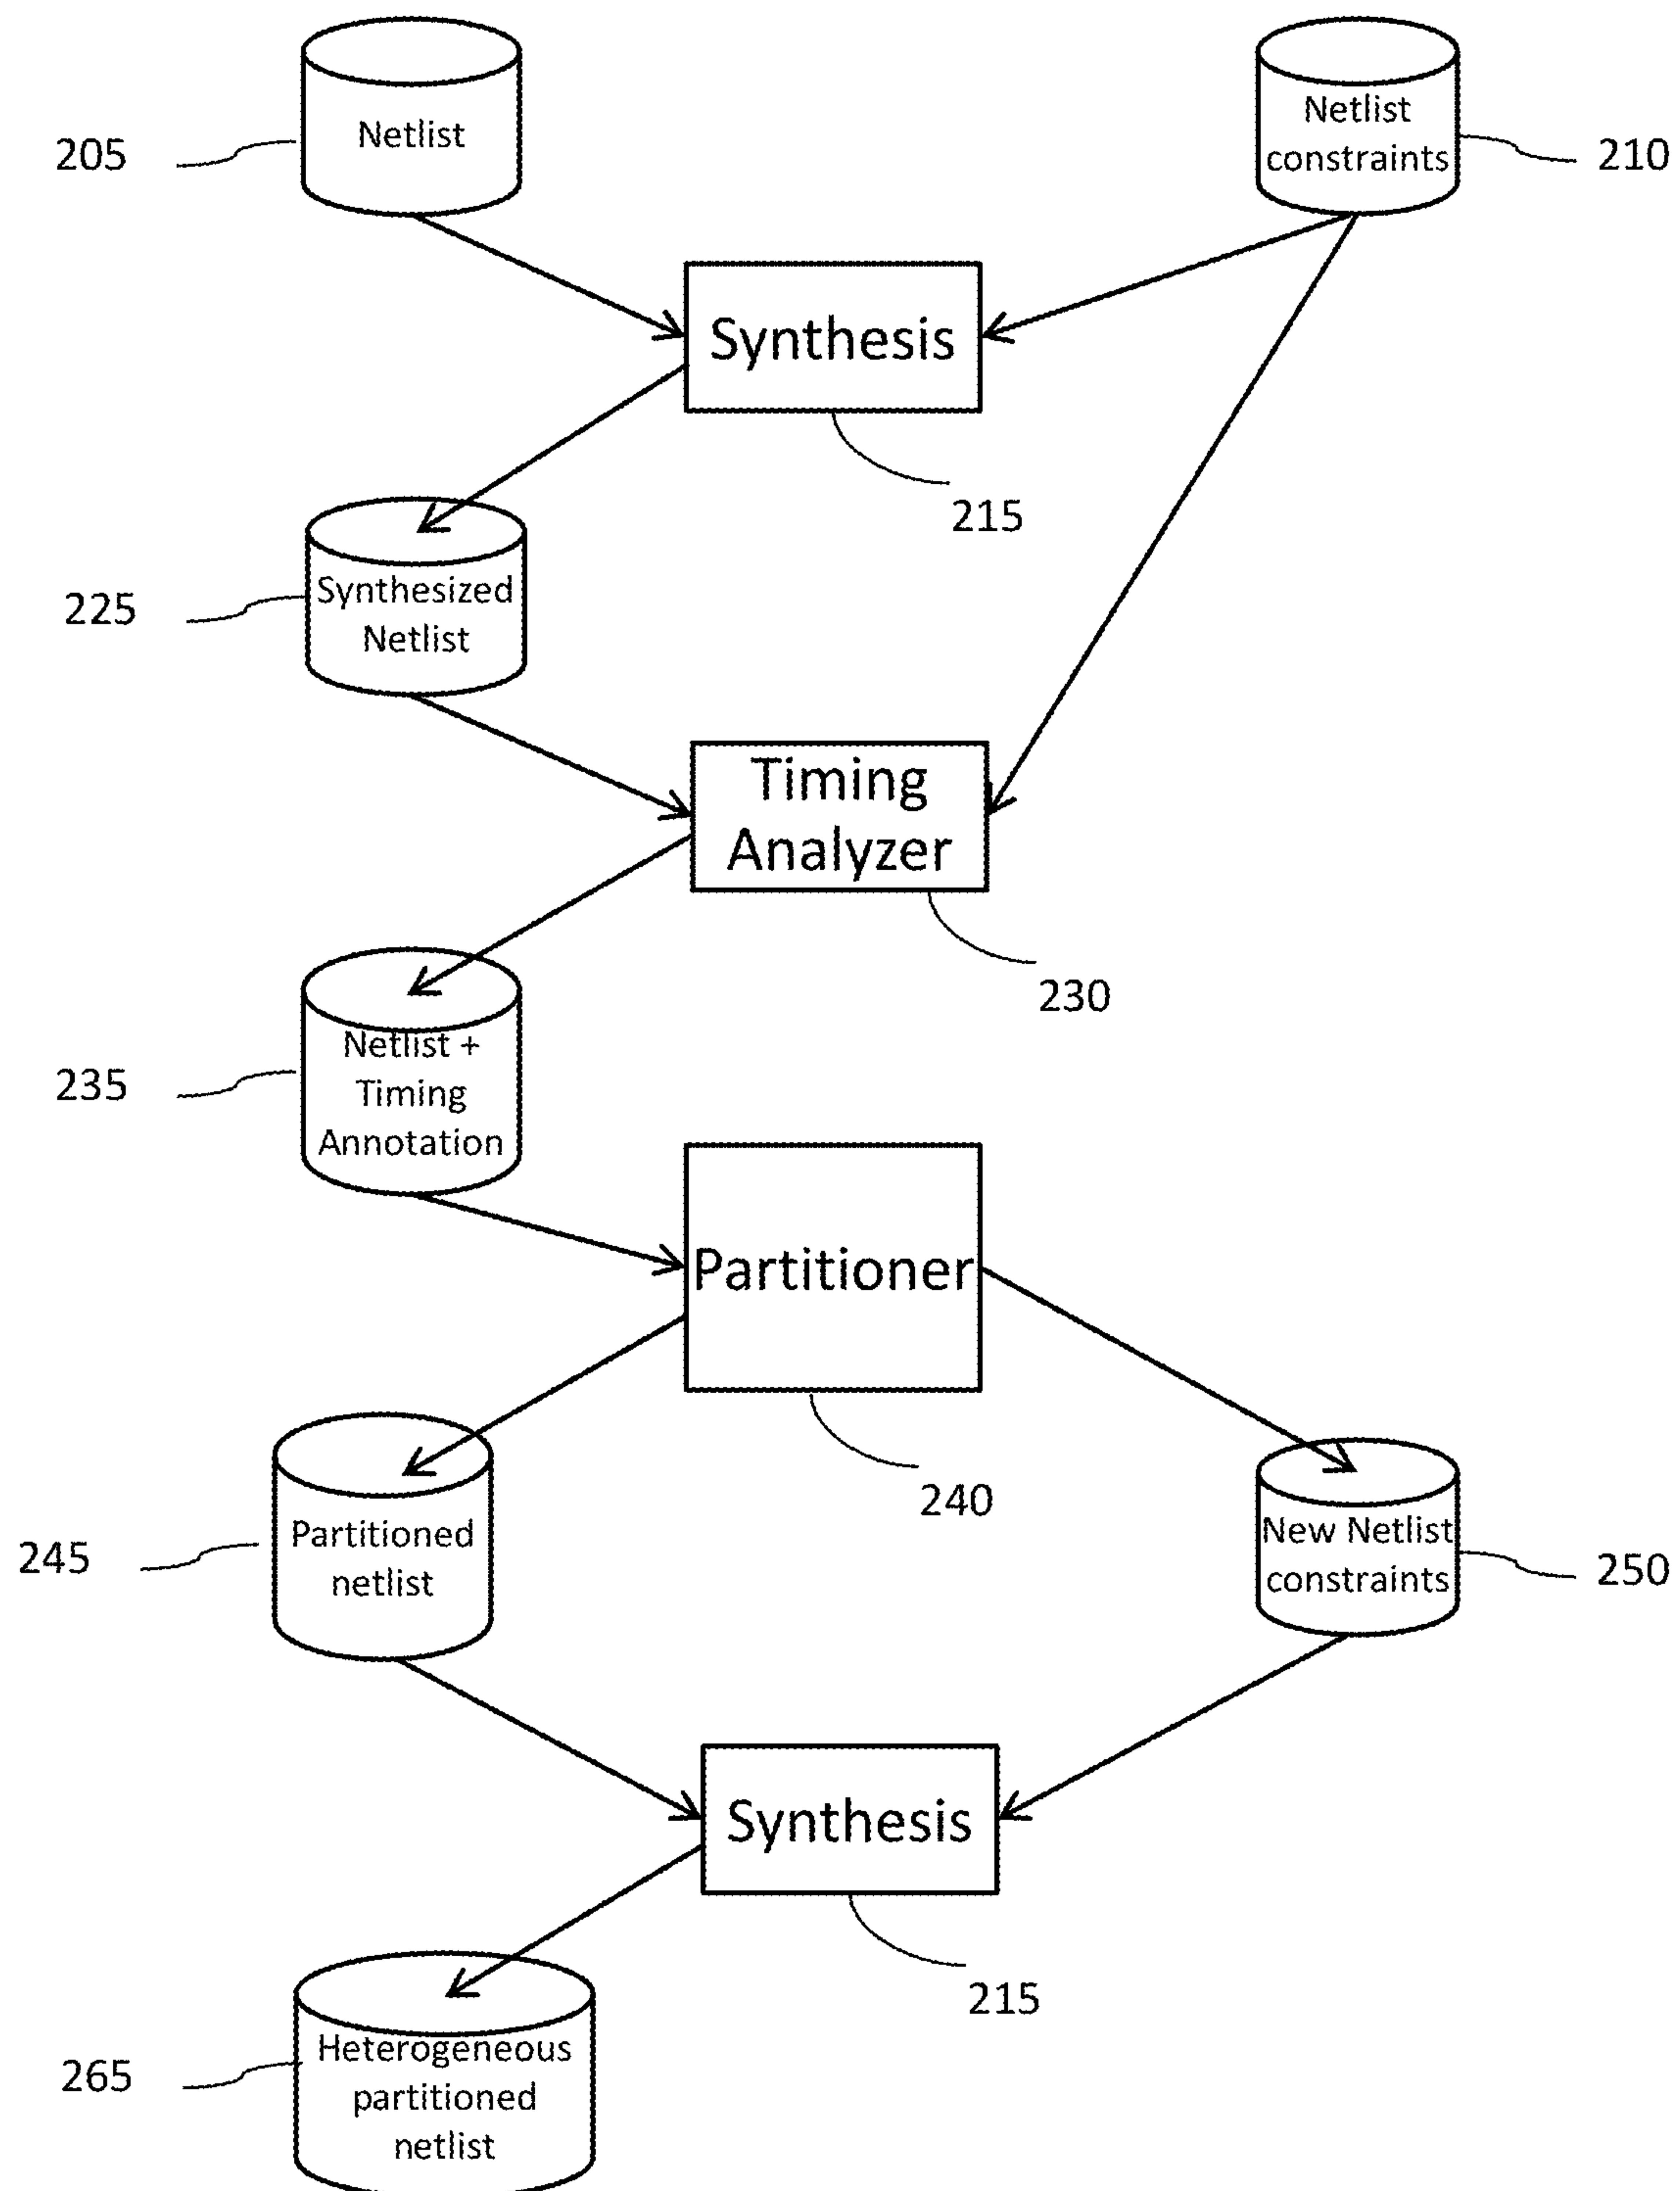 Netlist
205
Netlist
constraints
210
Synthesis
215
Synthesized
Netlist
225
Timing
Analyzer
230
Netlist +
Timing
Annotation
235
Partitioner
240
Partitioned
netlist
245
New Netlist
constraints
250
Synthesis
215
Heterogeneous
partitioned
netlist
265